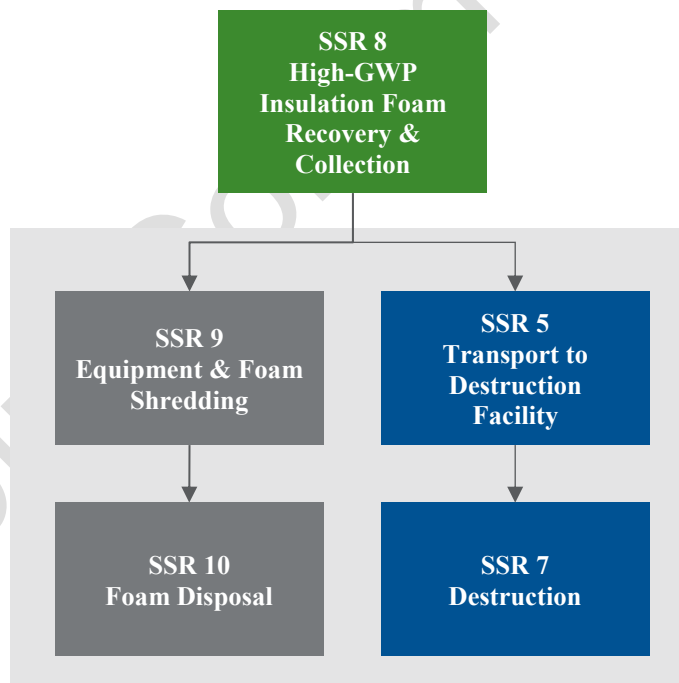 SSR 8
High-GWP
Insulation Foam
Recovery &
Collection
SSR 9
Equipment & Foam
Shredding
SSR 5
Transport to
Destruction
Facility
SSR 10
Foam Disposal
SSR 7
Destruction